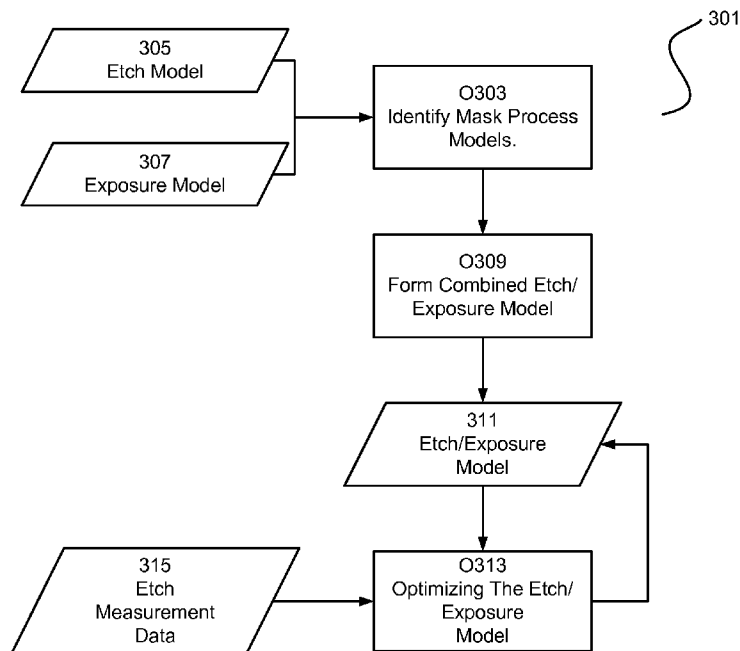 301
305
Etch Model
O303
Identify Mask Process
Models.
307
Exposure Model
O309
Form Combined Etch/
Exposure Model
311
Etch/Exposure
Model
315
Etch
Measurement
Data
O313
Optimizing The Etch/
Exposure
Model